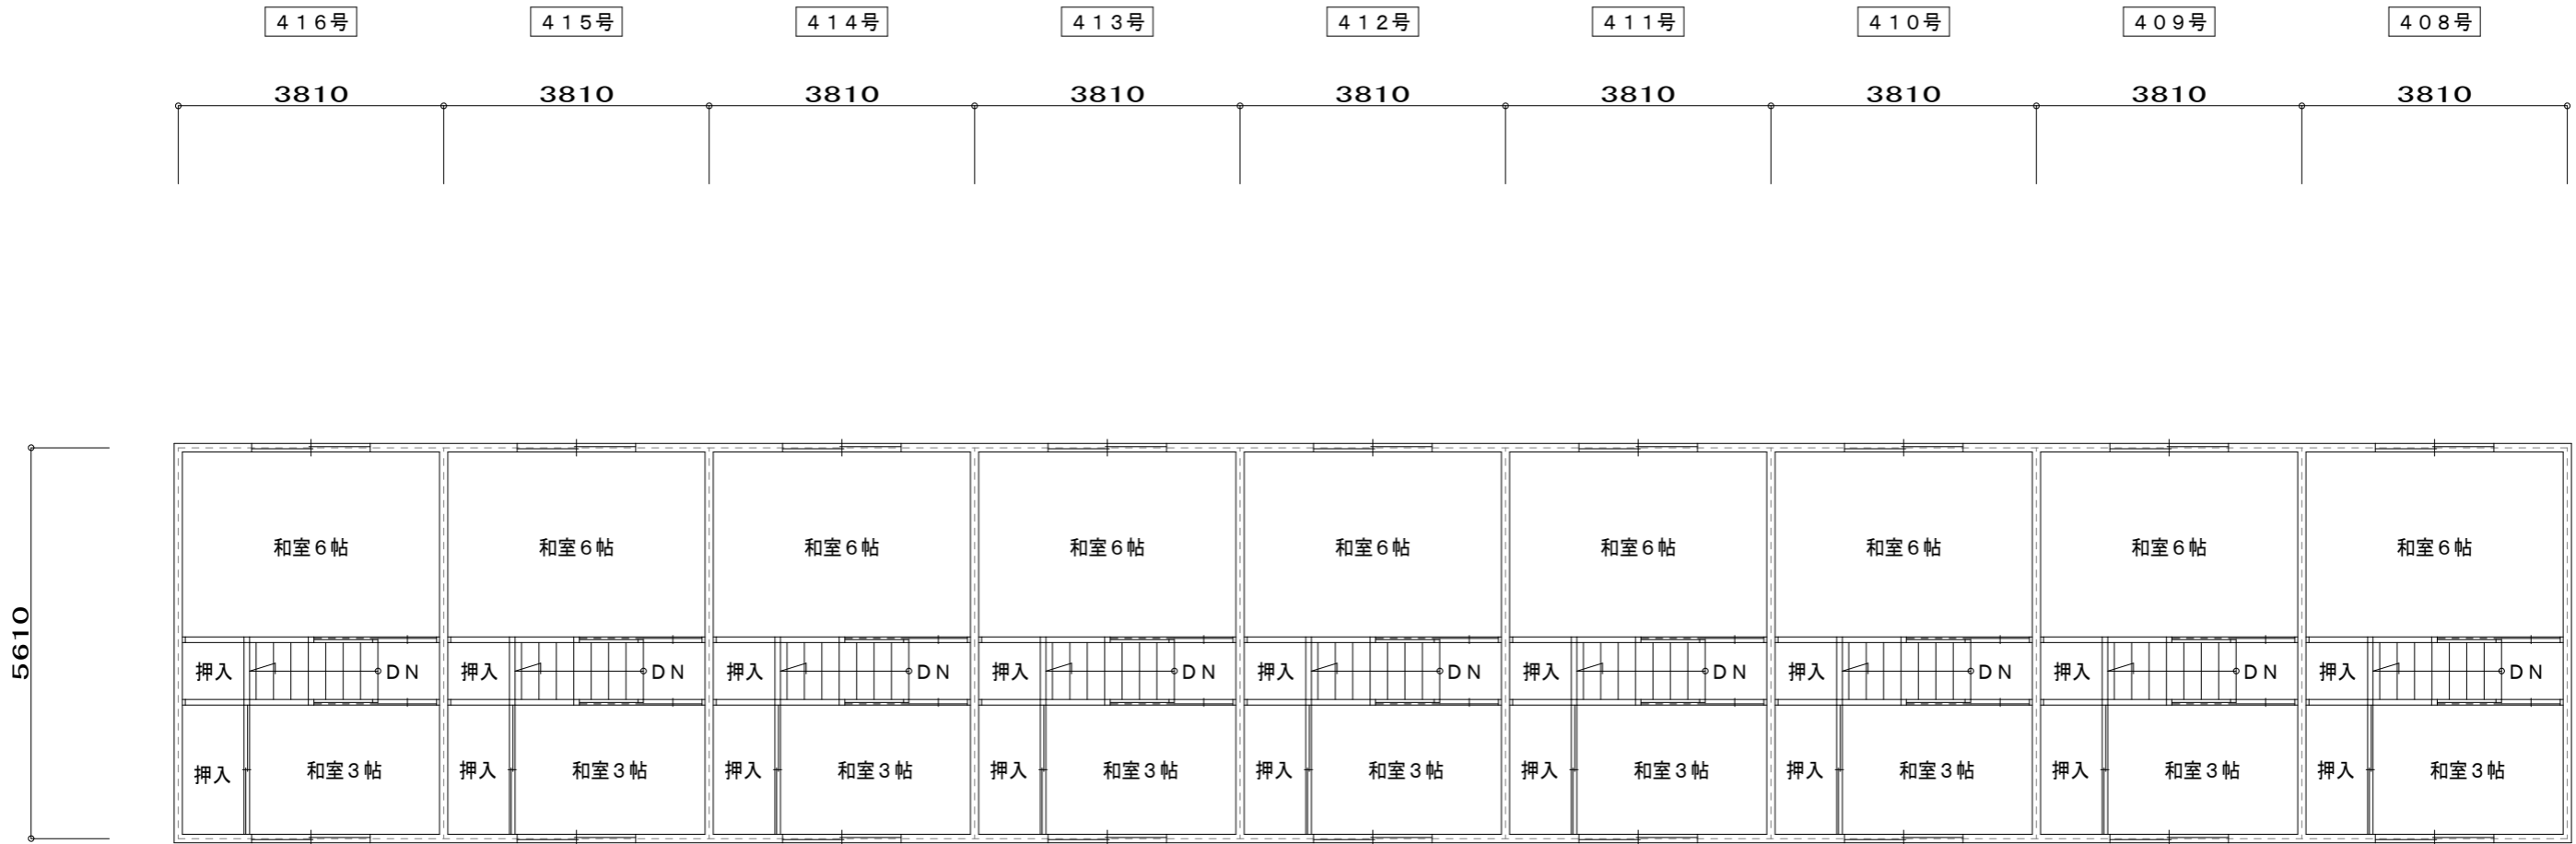 ４１６号 ４１５号 ４１４号 ４１３号 ４１２号 ４１１号 ４１０号 ４０９号 ４０８号
3810 3810 3810 3810 3810 3810 3810 3810 3810
5610
和室６帖 和室６帖 和室６帖 和室６帖 和室６帖 和室６帖 和室６帖 和室６帖 和室６帖
押入 ＤＮ 押入 ＤＮ 押入 ＤＮ 押入 ＤＮ 押入 ＤＮ 押入 ＤＮ 押入 ＤＮ 押入 ＤＮ 押入 ＤＮ
押入 和室３帖 押入 和室３帖 押入 和室３帖 押入 和室３帖 押入 和室３帖 押入 和室３帖 押入 和室３帖 押入 和室３帖 押入 和室３帖